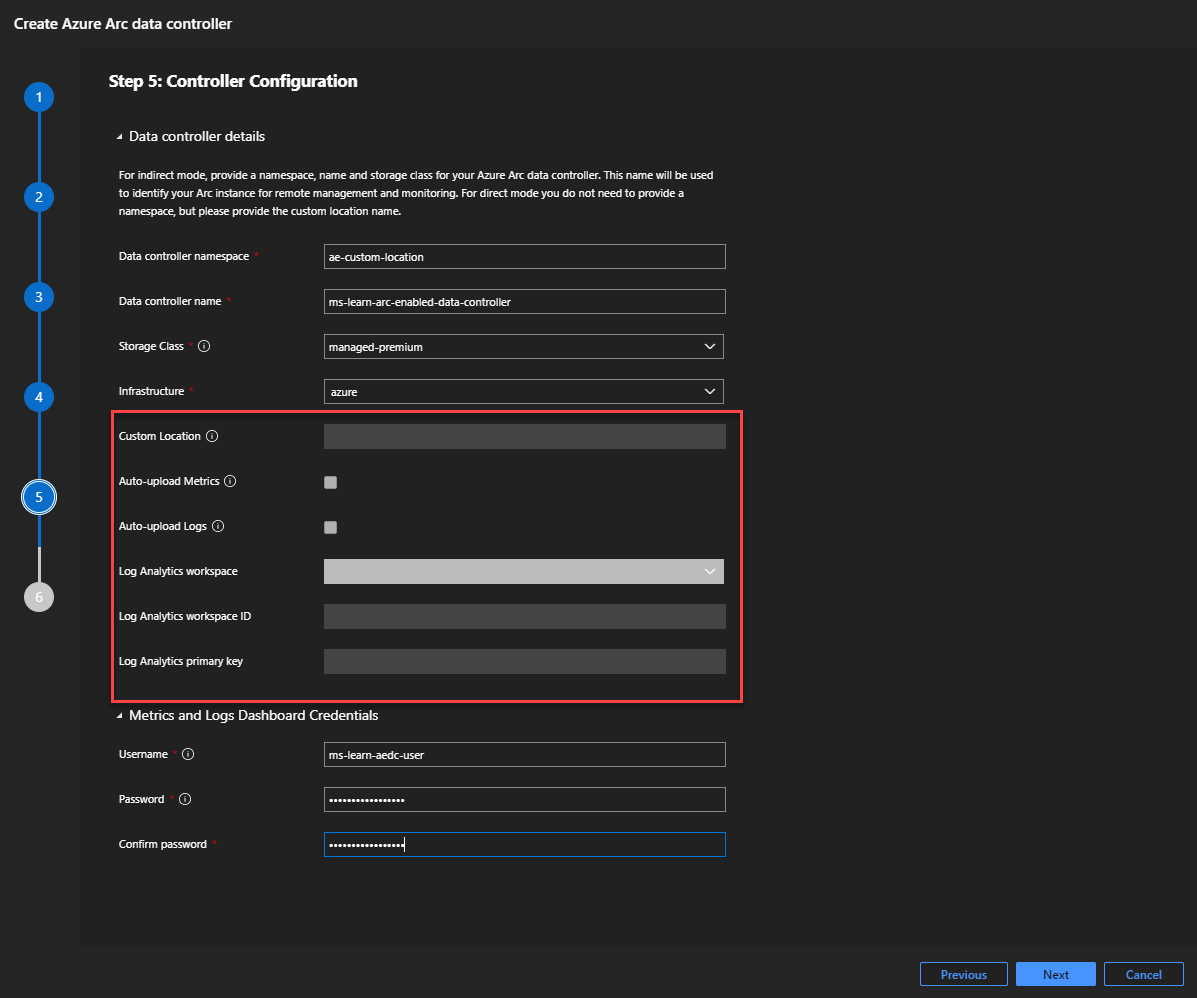 Create Azure Arc data controller
Step 5: Controller Configuration
1
2
3
4
5
6
Data controller details
For indirect mode, provide a namespace, name and storage class for your Azure Arc data controller. This name will be used
to identify your Arc instance for remote management and monitoring. For direct mode you do not need to provide a
namespace, but please provide the custom location name.
Data controller namespace * ae-custom-location
Data controller name * ms-learn-arc-enabled-data-controller
Storage Class * managed-premium
Infrastructure * azure
Custom Location
Auto-upload Metrics
Auto-upload Logs
Log Analytics workspace
Log Analytics workspace ID
Log Analytics primary key
Metrics and Logs Dashboard Credentials
Username * ms-learn-aedc-user
Password * •••••••••••••••••
Confirm password * •••••••••••••••••
Previous Next Cancel